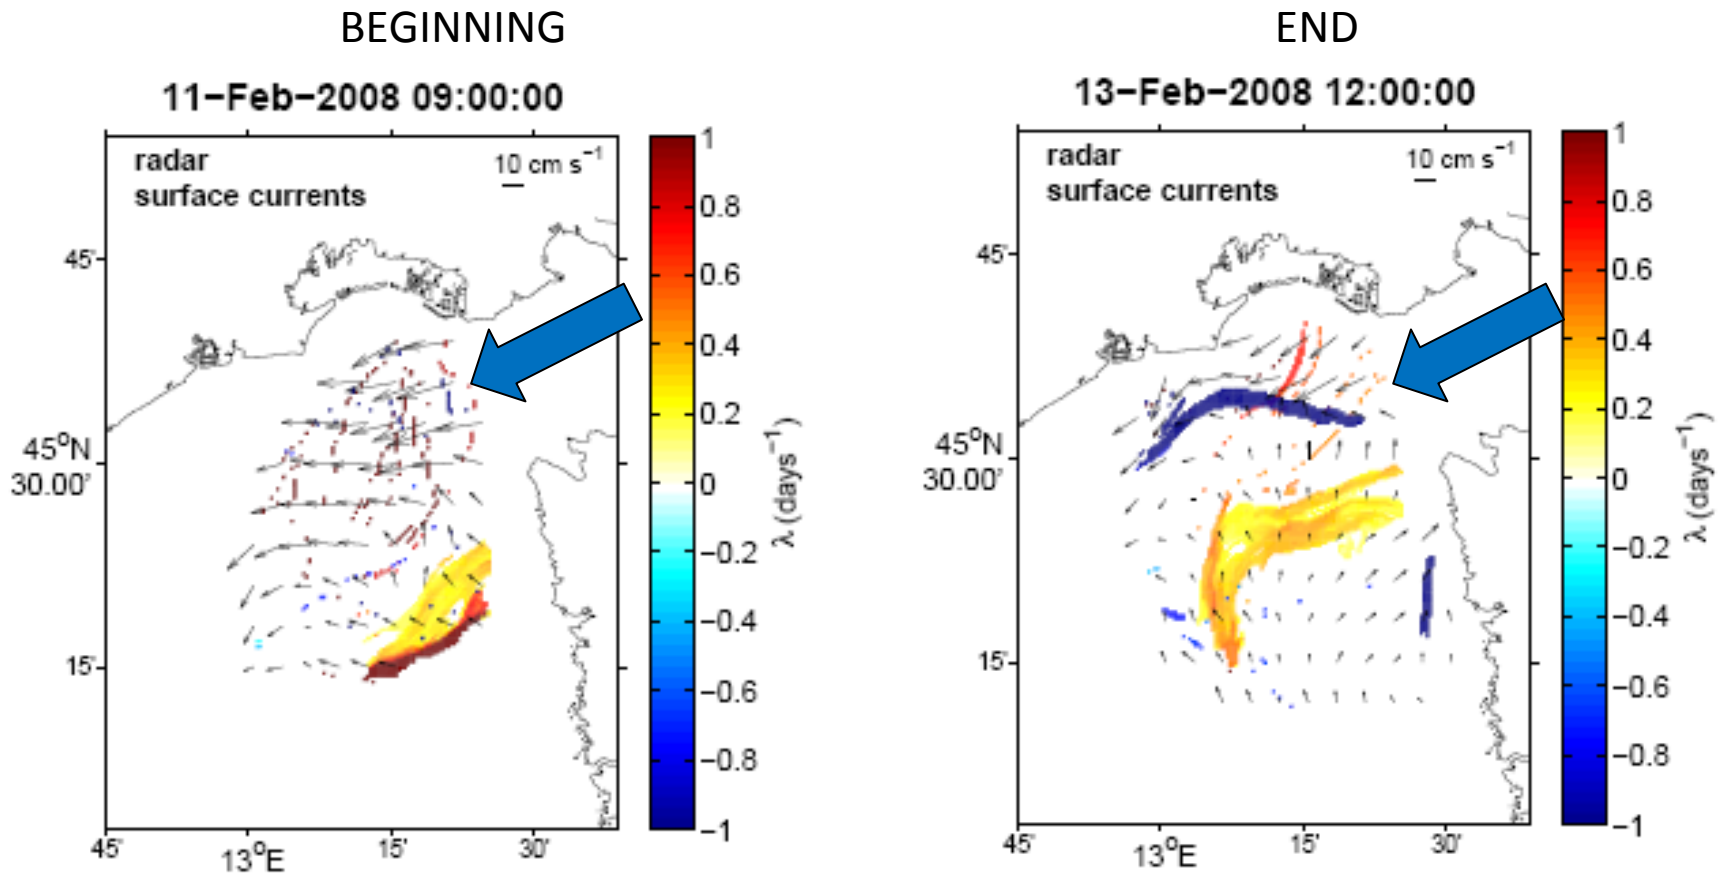 BEGINNING
11-Feb-2008 09:00:00
radar
surface currents
10 cm s⁻¹
45'
45°N
30.00'
15'
45'
13°E
15'
30'
1
0.8
0.6
0.4
0.2
0
−0.2
−0.4
−0.6
−0.8
−1
λ (days⁻¹)
END
13-Feb-2008 12:00:00
radar
surface currents
10 cm s⁻¹
45'
45°N
30.00'
15'
45'
13°E
15'
30'
1
0.8
0.6
0.4
0.2
0
−0.2
−0.4
−0.6
−0.8
−1
λ (days⁻¹)